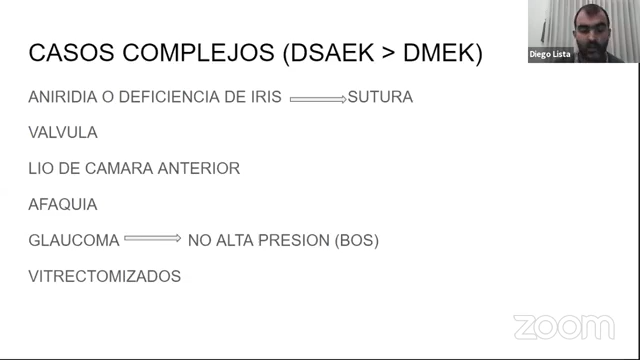 CASOS COMPLEJOS (DSAEK > DMEK)
ANIRIDIA O DEFICIENCIA DE IRIS SUTURA
VALVULA
LIO DE CAMARA ANTERIOR
AFAQUIA
GLAUCOMA NO ALTA PRESION (BOS)
VITRECTOMIZADOS
Diego Lista
zoom